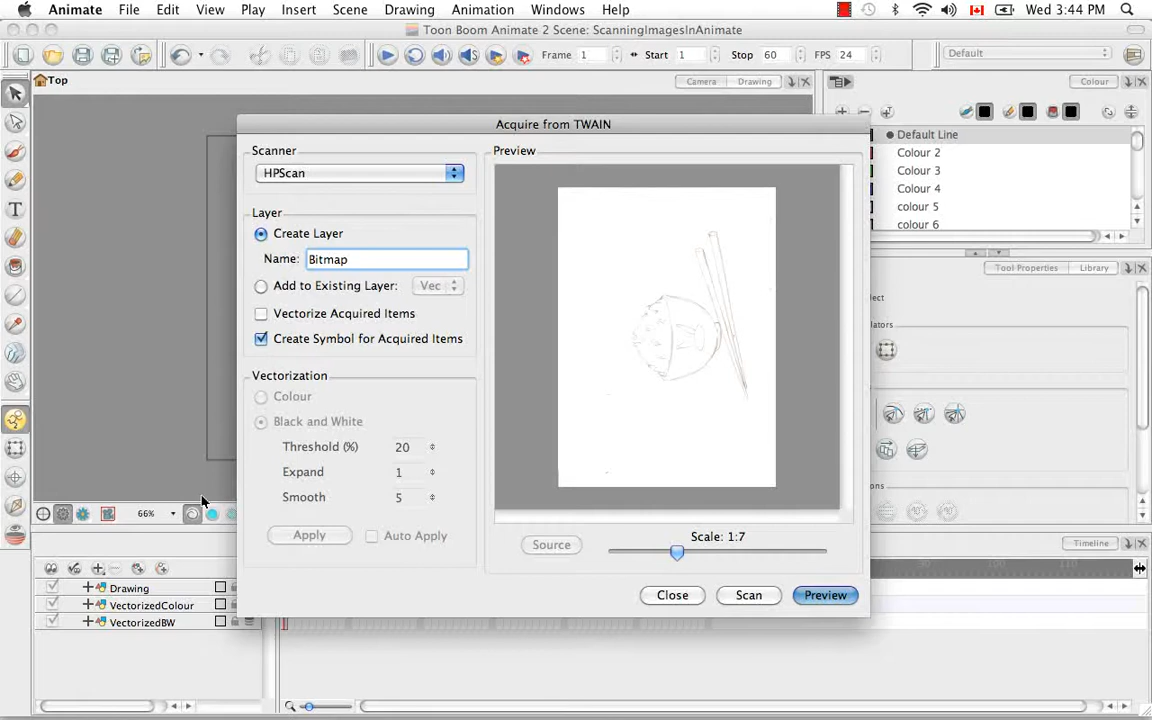 Animate File Edit View Play Insert Scene Drawing Animation Windows Help Wed 3:44 PM
Toon Boom Animate 2 Scene: ScanningImagesInAnimate
Frame 1 Start 1 Stop 60 FPS 24 Default
Top Camera Drawing Colour
Acquire from TWAIN
Scanner
HPScan
Layer
Create Layer
Name: Bitmap
Add to Existing Layer: Vec
Vectorize Acquired Items
Create Symbol for Acquired Items
Vectorization
Colour
Black and White
Threshold (%) 20
Expand 1
Smooth 5
Apply Auto Apply
Preview
Scale: 1:7
Source
Close Scan Preview
Default Line
Colour 2
Colour 3
Colour 4
colour 5
colour 6
Tool Properties Library
66%
Timeline
Drawing
VectorizedColour
VectorizedBW